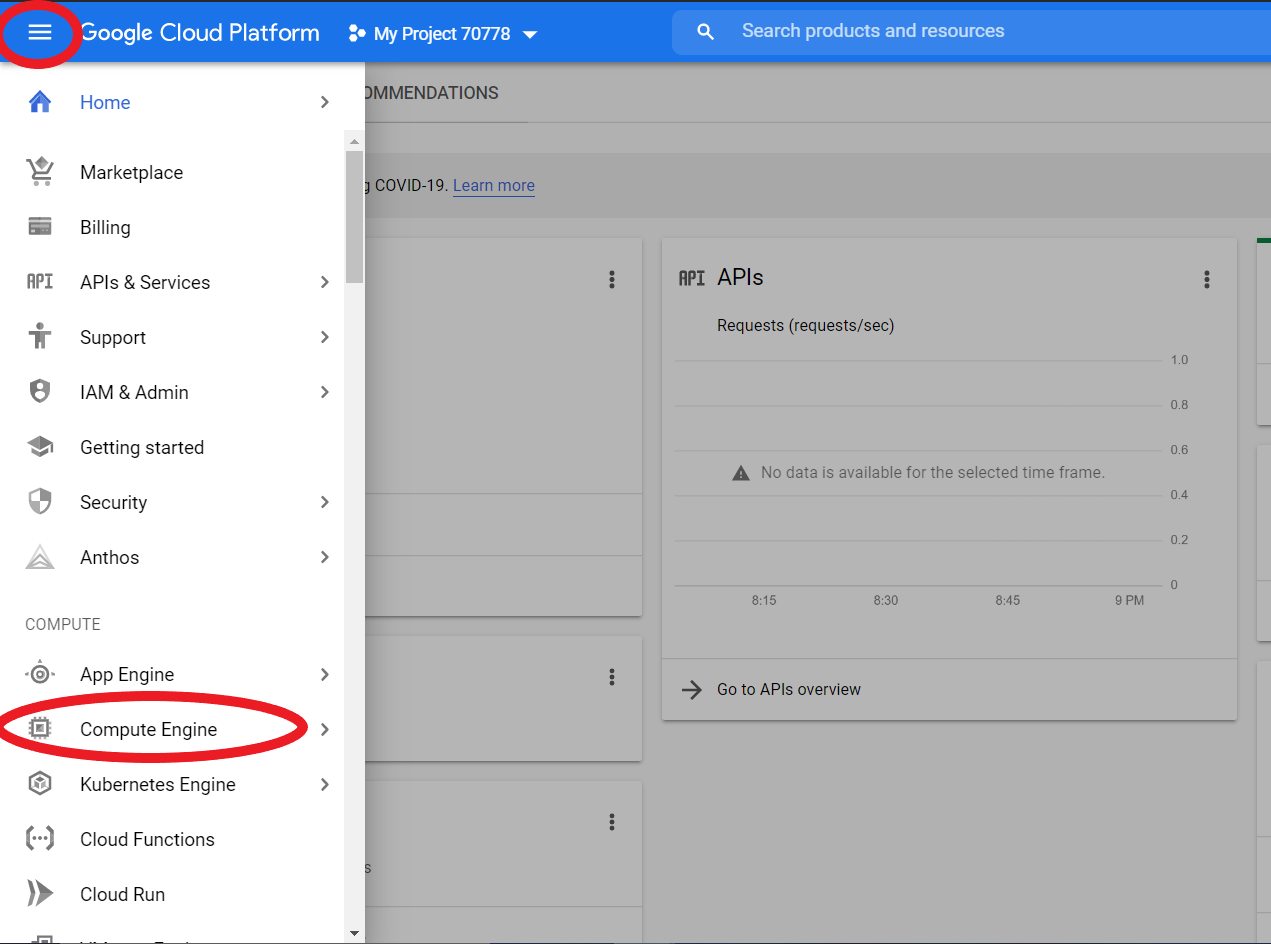 Google Cloud Platform
My Project 70778
Search products and resources
Home
Marketplace
Billing
API APIs & Services
Support
IAM & Admin
Getting started
Security
Anthos
COMPUTE
App Engine
Compute Engine
Kubernetes Engine
Cloud Functions
Cloud Run
OMMENDATIONS
g COVID-19. Learn more
s
API APIs
Requests (requests/sec)
1.0
0.8
0.6
No data is available for the selected time frame.
0.4
0.2
0
8:15 8:30 8:45 9 PM
Go to APIs overview